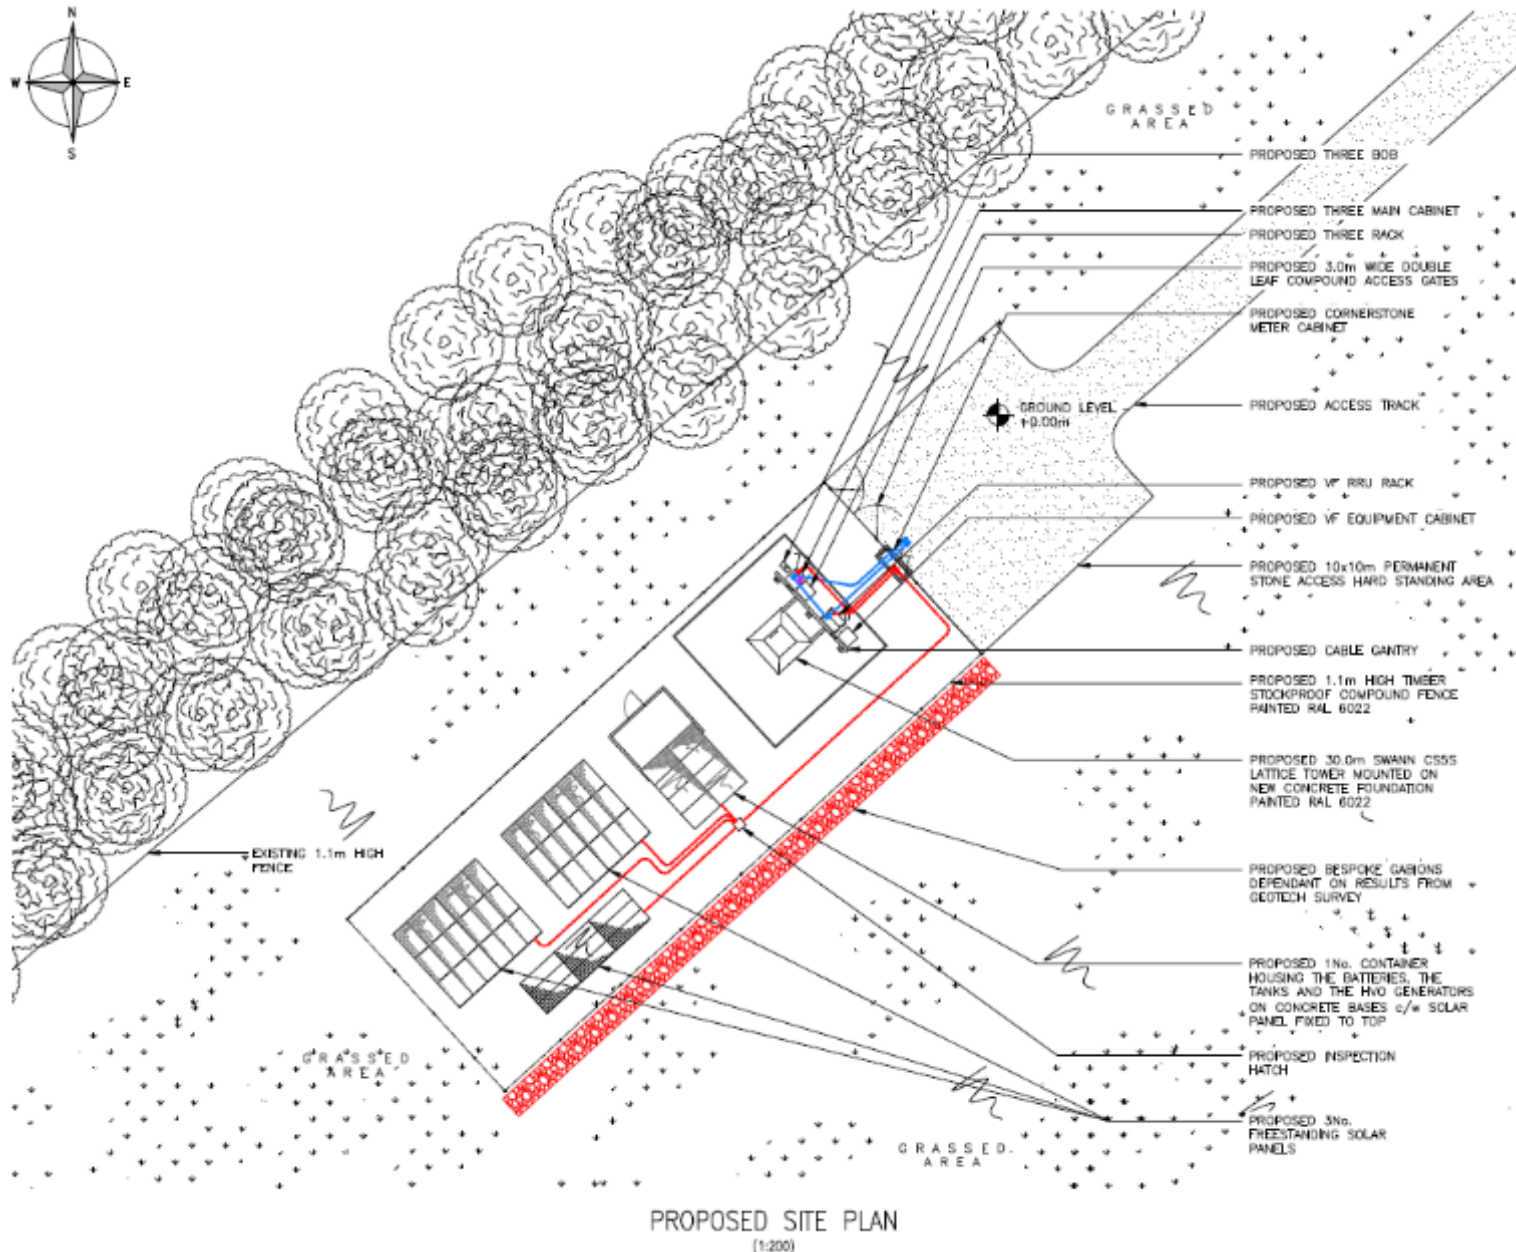 N
W
E
S
GRASSED
AREA
PROPOSED THREE BOB
PROPOSED THREE MAIN CABINET
PROPOSED THREE RACK
PROPOSED 3.0m WIDE DOUBLE
LEAF COMPOUND ACCESS GATES
PROPOSED CORNERSTONE
METER CABINET
PROPOSED ACCESS TRACK
GROUND LEVEL
±0.00m
PROPOSED VF RRU RACK
PROPOSED VF EQUIPMENT CABINET
PROPOSED 10x10m PERMANENT
STONE ACCESS HARD STANDING AREA
PROPOSED CABLE GANTRY
PROPOSED 1.1m HIGH TIMBER
STOCKPROOF COMPOUND FENCE
PAINTED RAL 6022
PROPOSED 30.0m SWANN CS5S
LATTICE TOWER MOUNTED ON
NEW CONCRETE FOUNDATION
PAINTED RAL 6022
EXISTING 1.1m HIGH
FENCE
PROPOSED BESPOKE GABIONS
DEPENDANT ON RESULTS FROM
GEOTECH SURVEY
PROPOSED 1No. CONTAINER
HOUSING THE BATTERIES, THE
TANKS AND THE HVO GENERATORS
ON CONCRETE BASES c/w SOLAR
PANEL FIXED TO TOP
GRASSED
AREA
PROPOSED INSPECTION
HATCH
PROPOSED 3No.
FREESTANDING SOLAR
PANELS
GRASSED
AREA
PROPOSED SITE PLAN
(1:200)